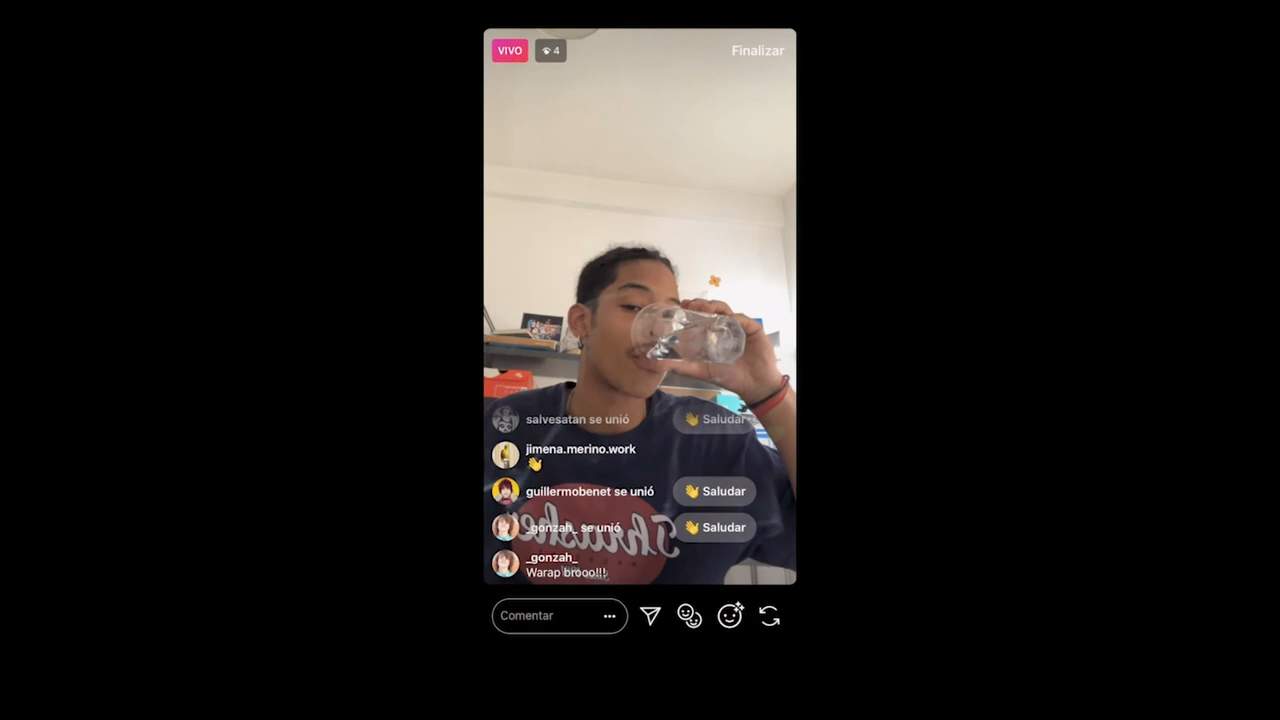 VIVO
4
Finalizar
salvesatan se unió
👋 Saludar
jimena.merino.work
👋
guillermobenet se unió
👋 Saludar
_gonzah_ se unió
👋 Saludar
Thrasher
_gonzah_
Warap brooo!!!
Comentar